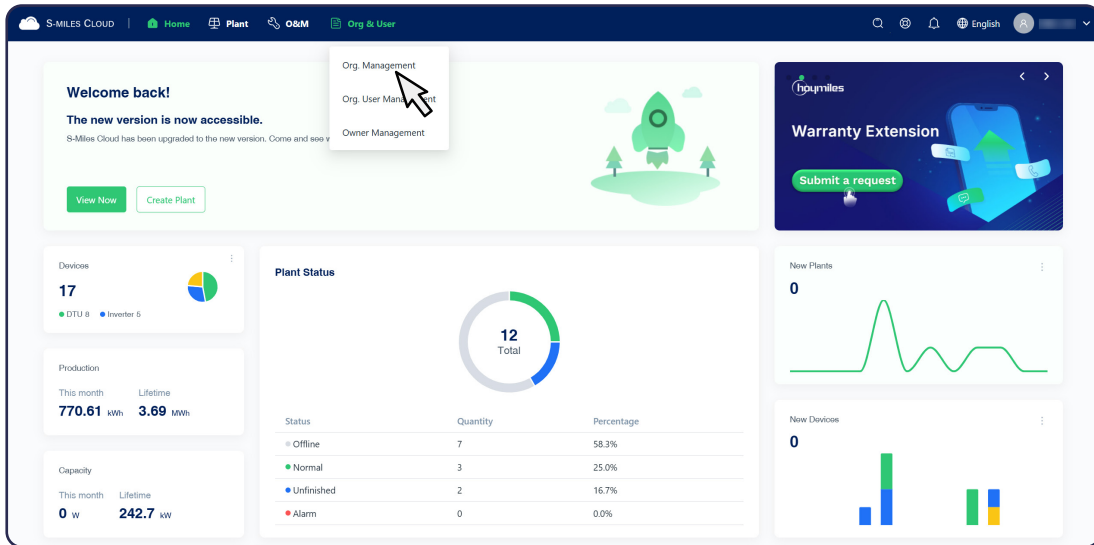 S-MILES CLOUD | Home Plant O&M Org & User English A
Org. Management
Org. User Management
Owner Management
Welcome back!
The new version is now accessible.
S-Miles Cloud has been upgraded to the new version. Come and see w
View Now Create Plant
hoymiles
Warranty Extension
Submit a request
Devices
17
DTU 8 Inverter 5
Production
This month Lifetime
770.61 kWh 3.69 MWh
Capacity
This month Lifetime
0 W 242.7 kW
Plant Status
12
Total
Status Quantity Percentage
Offline 7 58.3%
Normal 3 25.0%
Unfinished 2 16.7%
Alarm 0 0.0%
New Plants
0
New Devices
0